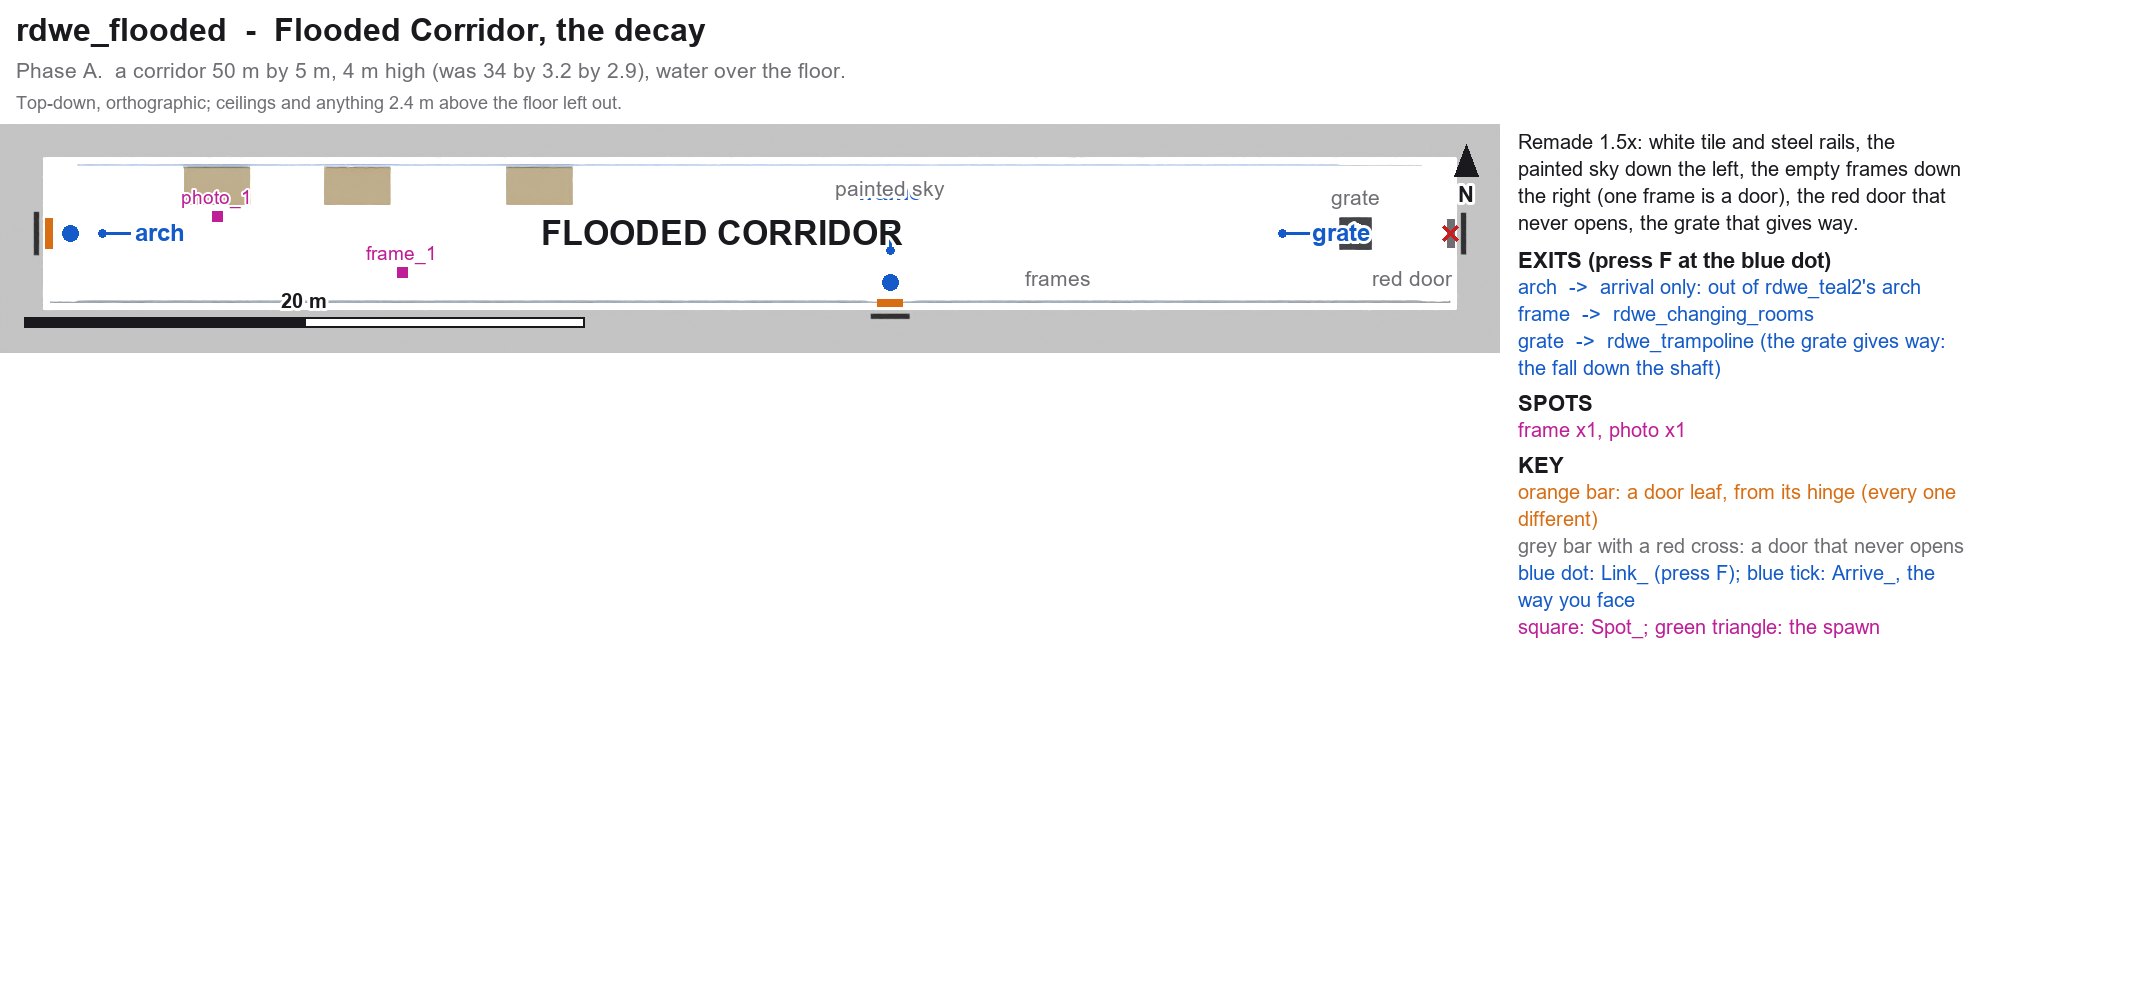 rdwe_flooded - Flooded Corridor, the decay
Phase A. a corridor 50 m by 5 m, 4 m high (was 34 by 3.2 by 2.9), water over the floor.
Top-down, orthographic; ceilings and anything 2.4 m above the floor left out.
photo_1
painted sky
grate
N
arch
FLOODED CORRIDOR
grate
frame_1
frames
red door
20 m
Remade 1.5x: white tile and steel rails, the
painted sky down the left, the empty frames down
the right (one frame is a door), the red door that
never opens, the grate that gives way.
EXITS (press F at the blue dot)
arch -> arrival only: out of rdwe_teal2's arch
frame -> rdwe_changing_rooms
grate -> rdwe_trampoline (the grate gives way:
the fall down the shaft)
SPOTS
frame x1, photo x1
KEY
orange bar: a door leaf, from its hinge (every one
different)
grey bar with a red cross: a door that never opens
blue dot: Link_ (press F); blue tick: Arrive_, the
way you face
square: Spot_; green triangle: the spawn